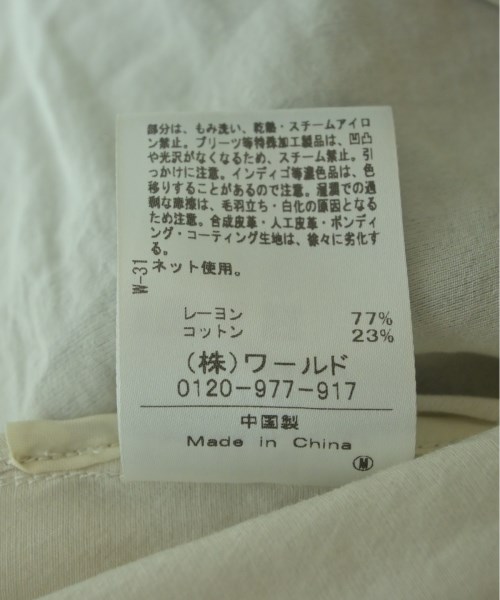 部分は、もみ洗い、乾熱・スチームアイロ
ン禁止。プリーツ等特殊加工製品は、凹凸
や光沢がなくなるため、スチーム禁止。引
っかけに注意。インディゴ等濃色品は、色
移りすることがあるので注意。湿潤での過
剰な摩擦は、毛羽立ち・白化の原因となる
ため注意。合成皮革・人工皮革・ボンディ
ング・コーティング生地は、徐々に劣化す
る。
ネット使用。
W-31
レーヨン 77%
コットン 23%
(株)ワールド
0120-977-917
中国製
Made in China
M